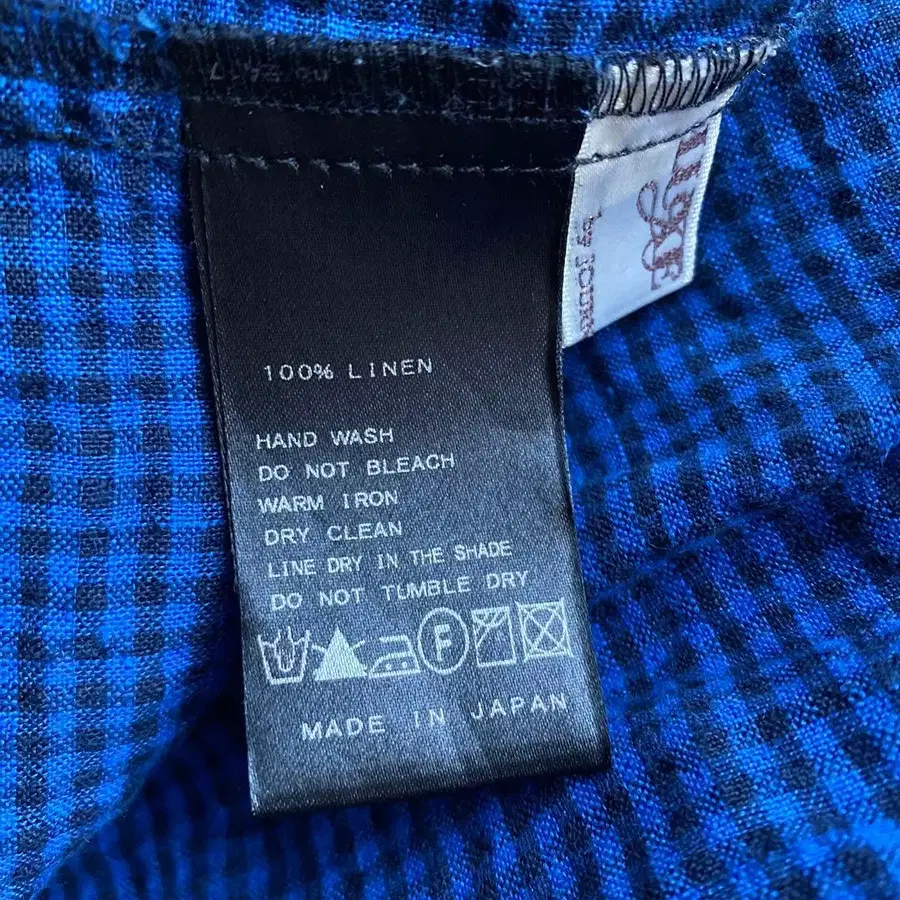 100% LINEN
HAND WASH
DO NOT BLEACH
WARM IRON
DRY CLEAN
LINE DRY IN THE SHADE
DO NOT TUMBLE DRY
F
MADE IN JAPAN
by